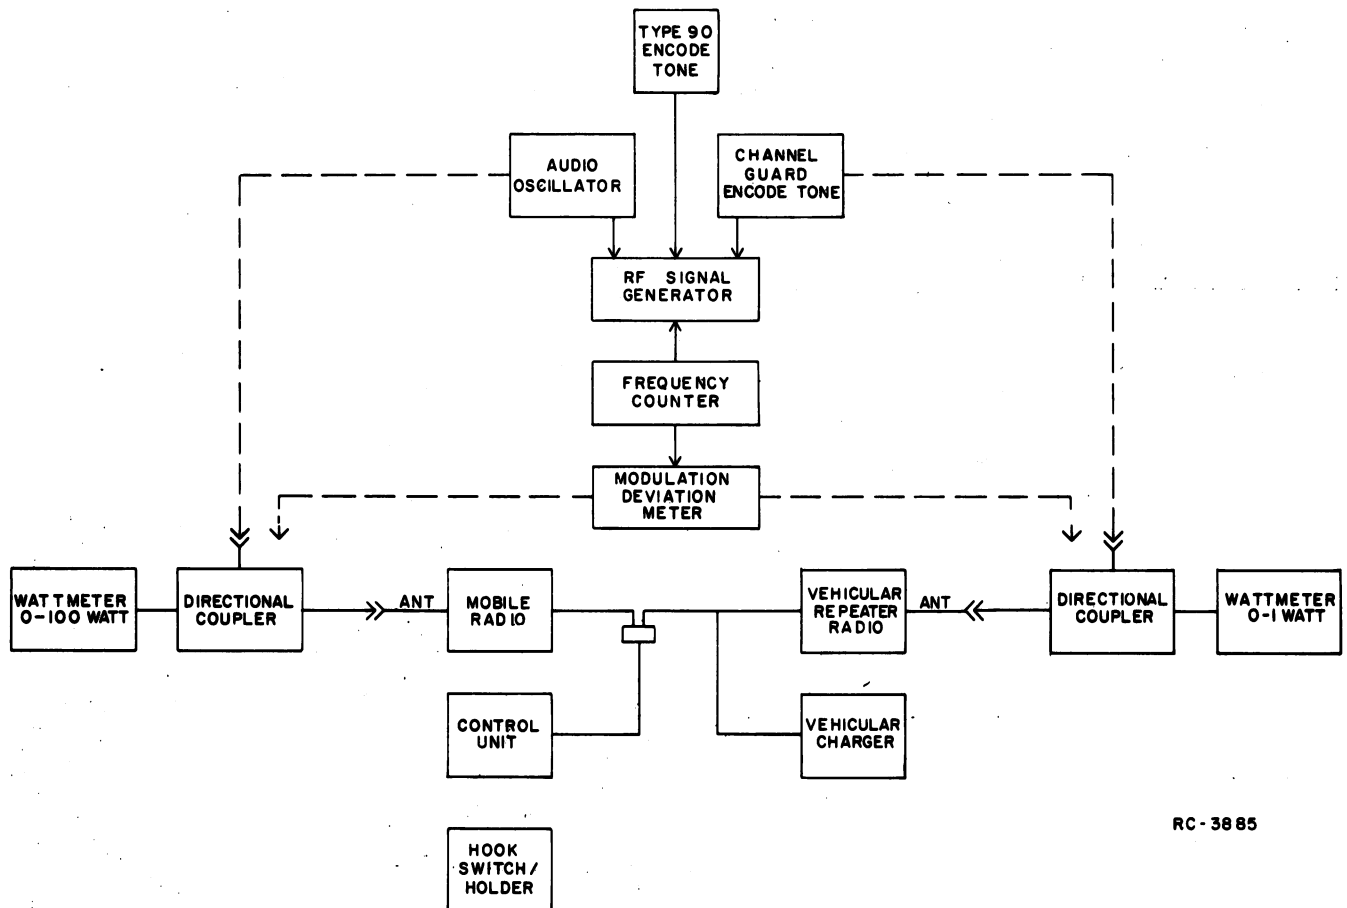 TYPE 90
ENCODE
TONE
AUDIO
OSCILLATOR
CHANNEL
GUARD
ENCODE TONE
RF SIGNAL
GENERATOR
FREQUENCY
COUNTER
MODULATION
DEVIATION
METER
WATTMETER
0-100 WATT
DIRECTIONAL
COUPLER
ANT
MOBILE
RADIO
VEHICULAR
REPEATER
RADIO
ANT
DIRECTIONAL
COUPLER
WATTMETER
0-1 WATT
CONTROL
UNIT
VEHICULAR
CHARGER
HOOK
SWITCH/
HOLDER
RC-3885